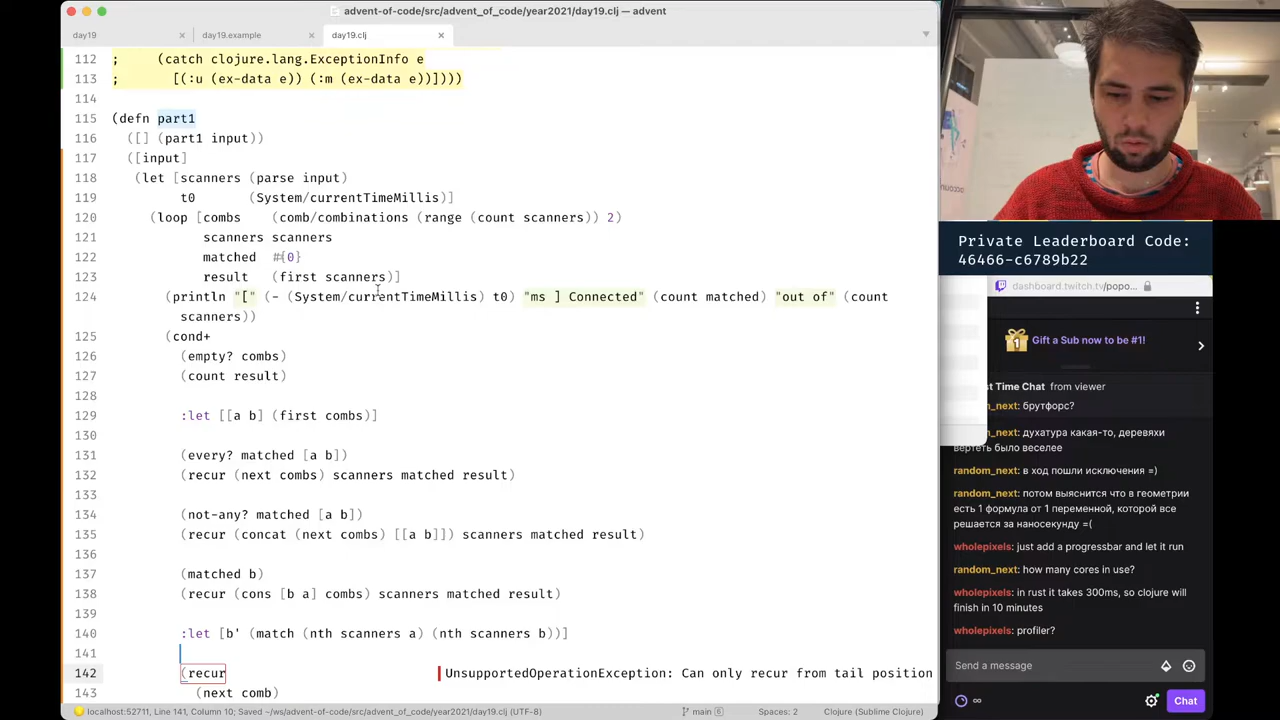 advent-of-code/src/advent_of_code/year2021/day19.clj — advent
day19
day19.example
day19.clj
112 ;     (catch clojure.lang.ExceptionInfo e
113 ;       [(:u (ex-data e)) (:m (ex-data e))])))
114
115 (defn part1
116   ([] (part1 input))
117   ([input]
118    (let [scanners (parse input)
119          t0       (System/currentTimeMillis)]
120      (loop [combs    (comb/combinations (range (count scanners)) 2)
121             scanners scanners
122             matched  #{0}
123             result   (first scanners)]
124        (println "[" (- (System/currentTimeMillis) t0) "ms ] Connected" (count matched) "out of" (count
scanners))
125        (cond+
126          (empty? combs)
127          (count result)
128
129          :let [[a b] (first combs)]
130
131          (every? matched [a b])
132          (recur (next combs) scanners matched result)
133
134          (not-any? matched [a b])
135          (recur (concat (next combs) [[a b]]) scanners matched result)
136
137          (matched b)
138          (recur (cons [b a] combs) scanners matched result)
139
140          :let [b' (match (nth scanners a) (nth scanners b))]
141
142          (recur
UnsupportedOperationException: Can only recur from tail position
143            (next comb)
localhost:52711, Line 141, Column 10; Saved ~/ws/advent-of-code/src/advent_of_code/year2021/day19.clj (UTF-8)
main 6
Spaces: 2
Clojure (Sublime Clojure)
Private Leaderboard Code:
46466-c6789b22
dashboard.twitch.tv/popo...
1
Gift a Sub now to be #1!
st Time Chat from viewer
_next: брутфорс?
_next: духатура какая-то, деревяхи
вертеть было веселее
random_next: в ход пошли исключения =)
random_next: потом выяснится что в геометрии
есть 1 формула от 1 переменной, которой все
решается за наносекунду =(
wholepixels: just add a progressbar and let it run
random_next: how many cores in use?
wholepixels: in rust it takes 300ms, so clojure will
finish in 10 minutes
wholepixels: profiler?
Send a message
Chat